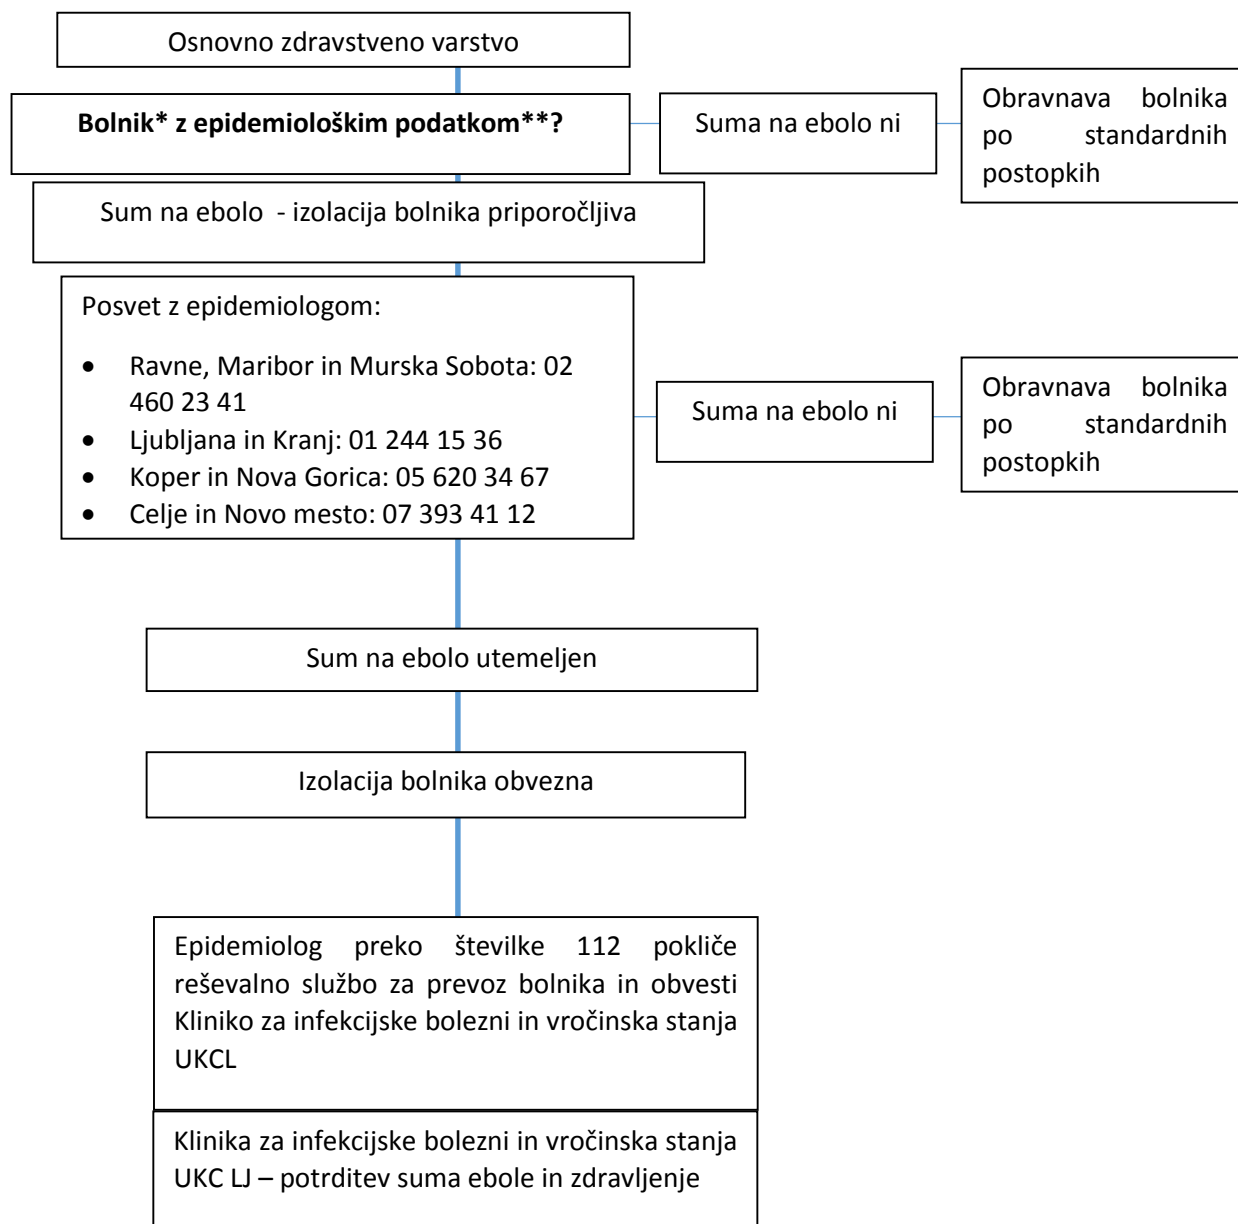 Osnovno zdravstveno varstvo
Bolnik* z epidemiološkim podatkom**?
Suma na ebolo ni
Obravnava bolnika
po standardnih
postopkih
Sum na ebolo - izolacija bolnika priporočljiva
Posvet z epidemiologom:
• Ravne, Maribor in Murska Sobota: 02
460 23 41
• Ljubljana in Kranj: 01 244 15 36
• Koper in Nova Gorica: 05 620 34 67
• Celje in Novo mesto: 07 393 41 12
Suma na ebolo ni
Obravnava bolnika
po standardnih
postopkih
Sum na ebolo utemeljen
Izolacija bolnika obvezna
Epidemiolog preko številke 112 pokliče
reševalno službo za prevoz bolnika in obvesti
Kliniko za infekcijske bolezni in vročinska stanja
UKCL
Klinika za infekcijske bolezni in vročinska stanja
UKC LJ – potrditev suma ebole in zdravljenje